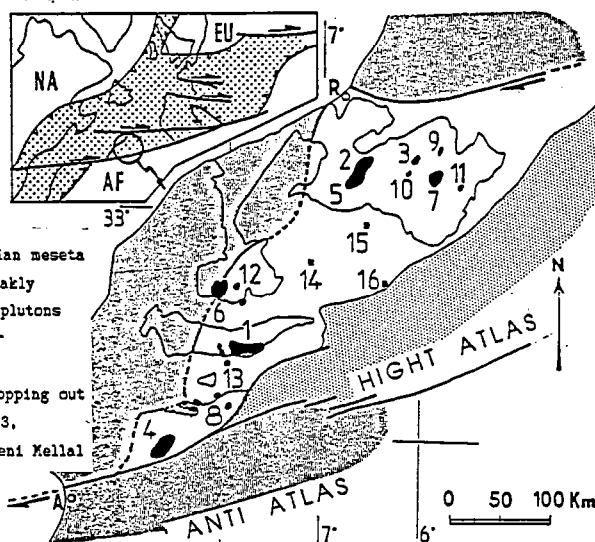 EU
7°
NA
R
AF
33°
2
3
9
5
10
7
11
15
14
16
12
6
1
13
8
4
ian meseta
akly
plutons
opping out
3,
eni Mellal
N
HIGHT ATLAS
A
ANTI ATLAS
0 50 100 Km
7°
6°